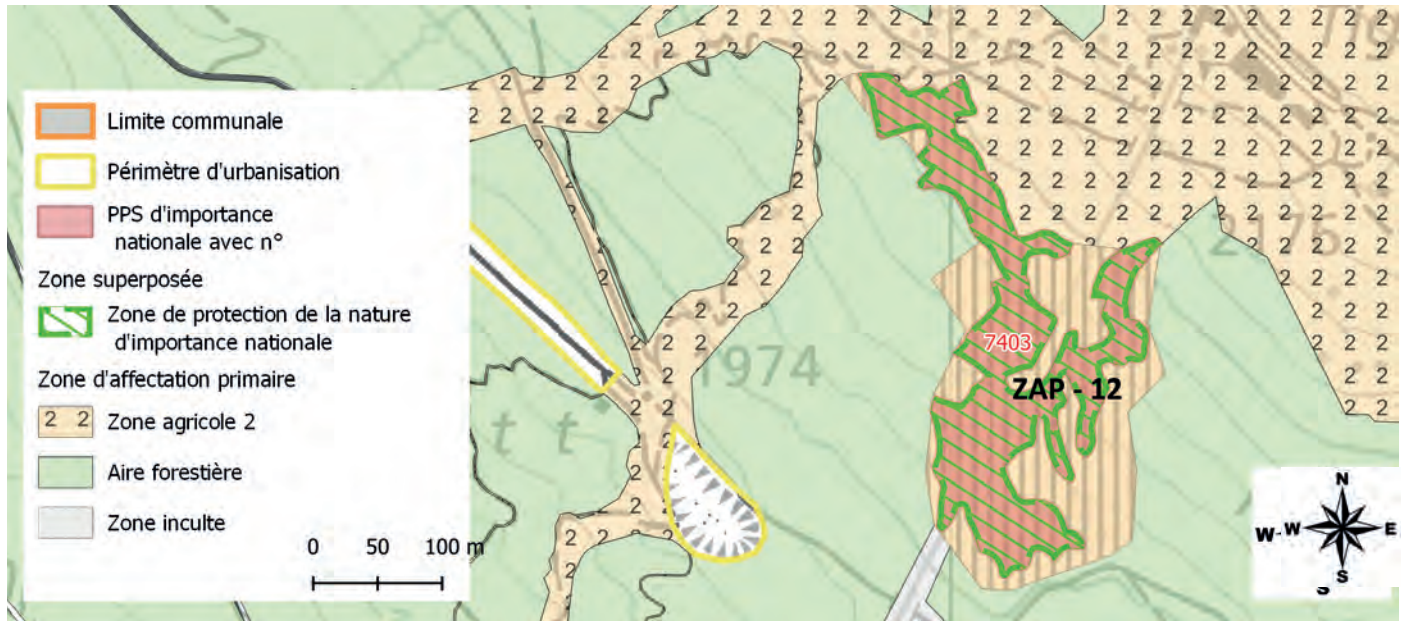 Limite communale
Périmètre d'urbanisation
PPS d'importance
nationale avec n°
Zone superposée
Zone de protection de la nature
d'importance nationale
Zone d'affectation primaire
2 2 Zone agricole 2
Aire forestière
Zone inculte
0 50 100 m
1974
t t
2176
7403
ZAP - 12
N
W W E
S
S